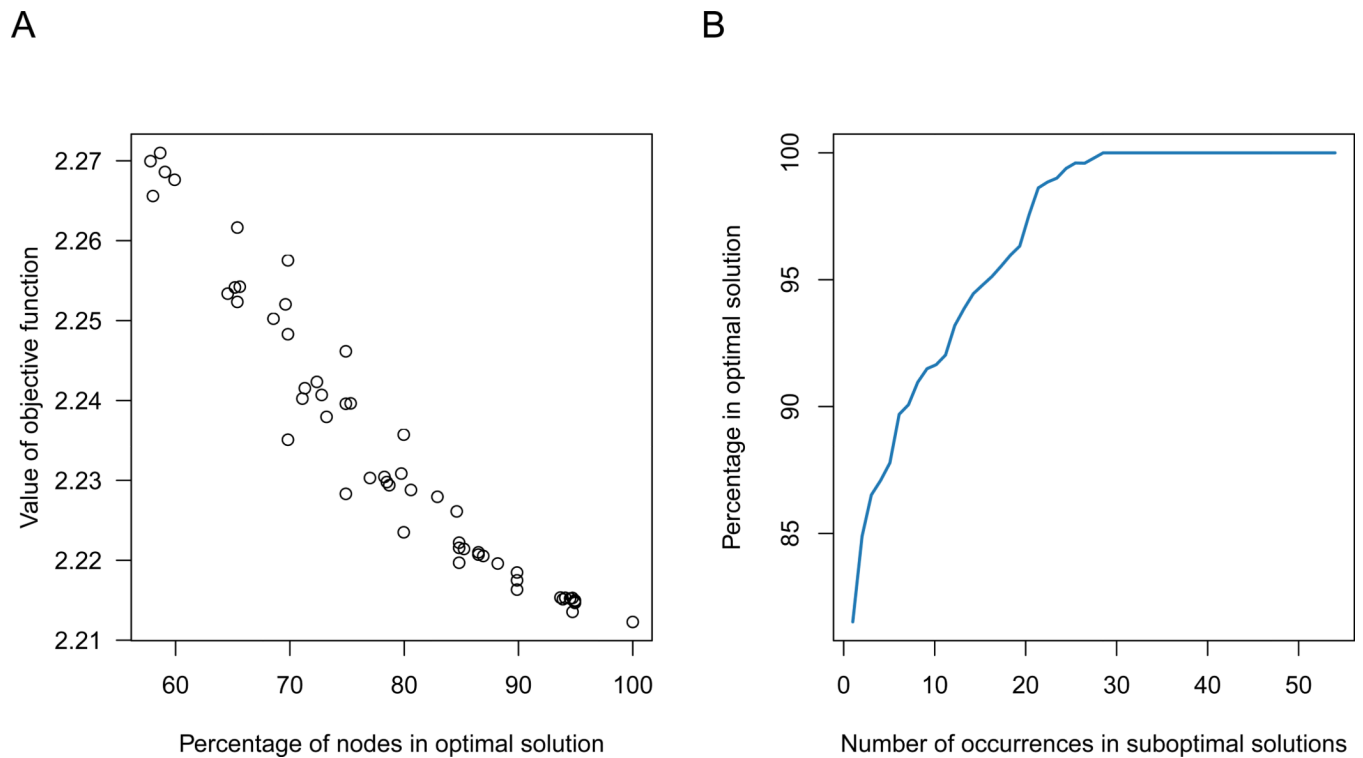 A
Value of objective function
2.27
2.26
2.25
2.24
2.23
2.22
2.21
60 70 80 90 100
Percentage of nodes in optimal solution
B
Percentage in optimal solution
100
95
90
85
0 10 20 30 40 50
Number of occurrences in suboptimal solutions